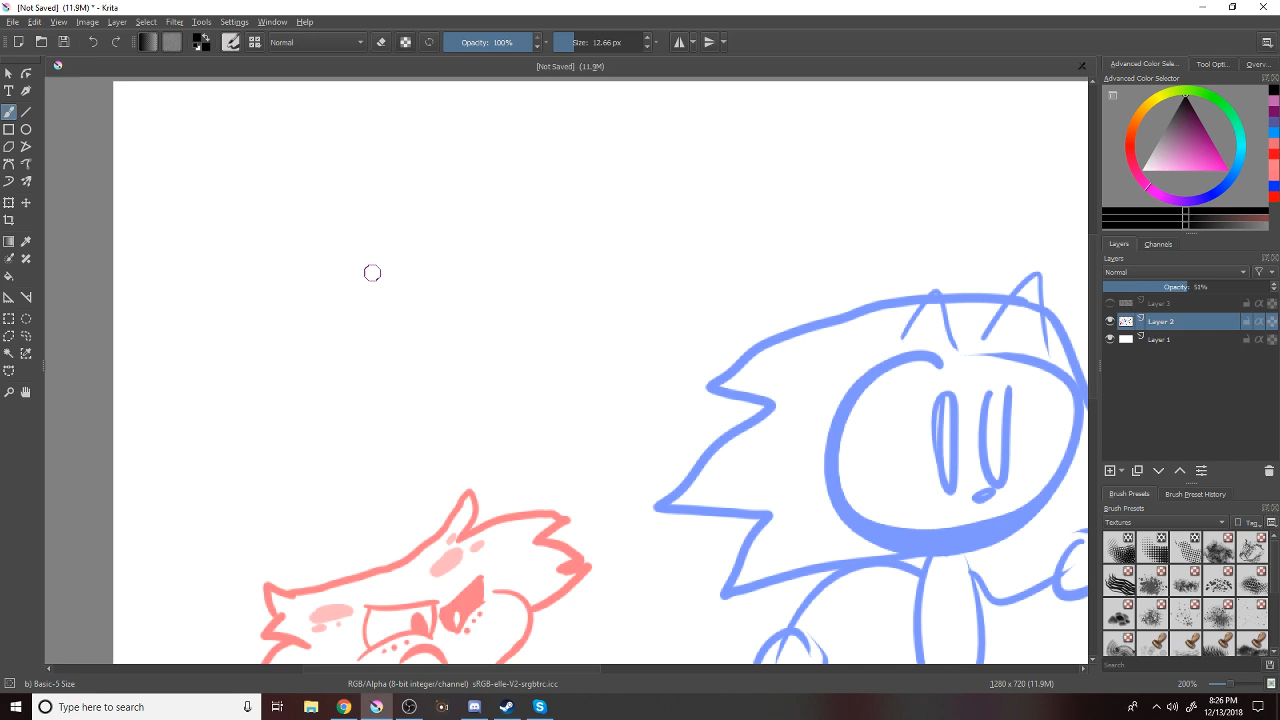 [Not Saved] (11.9M) * - Krita
File Edit View Image Layer Select Filter Tools Settings Window Help
Normal Opacity: 100% Size: 12.66 px
[Not Saved] (11.9M)
Advanced Color Sele... Tool Opti... Overv...
Advanced Color Selector
Layers Channels
Layers
Normal
Opacity: 51%
Layer 3
Layer 2
Layer 1
Brush Presets Brush Preset History
Brush Presets
Textures Tag
Search
b) Basic-5 Size RGB/Alpha (8-bit integer/channel) sRGB-elle-V2-srgbtrc.icc 1280 x 720 (11.9M) 200%
Type here to search
8:26 PM
12/13/2018